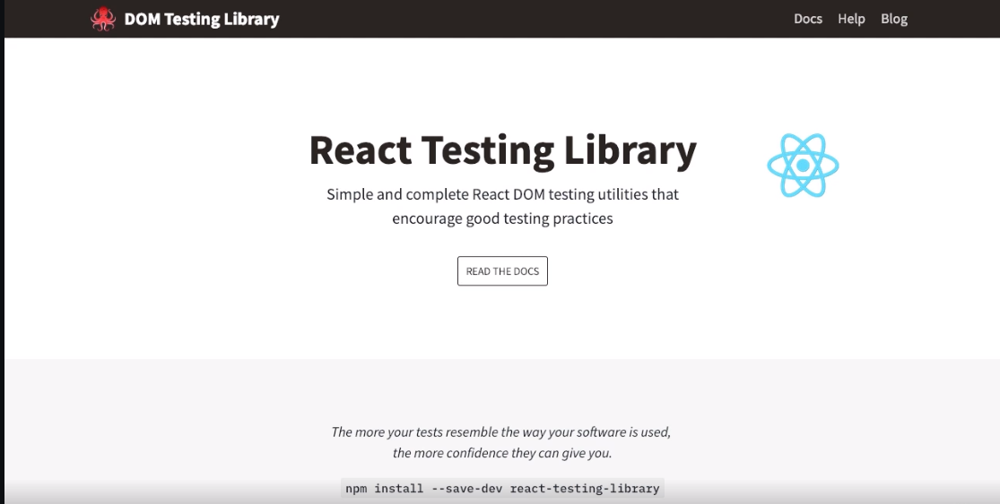 DOM Testing Library
Docs Help Blog
React Testing Library
Simple and complete React DOM testing utilities that
encourage good testing practices
READ THE DOCS
The more your tests resemble the way your software is used,
the more confidence they can give you.
npm install --save-dev react-testing-library